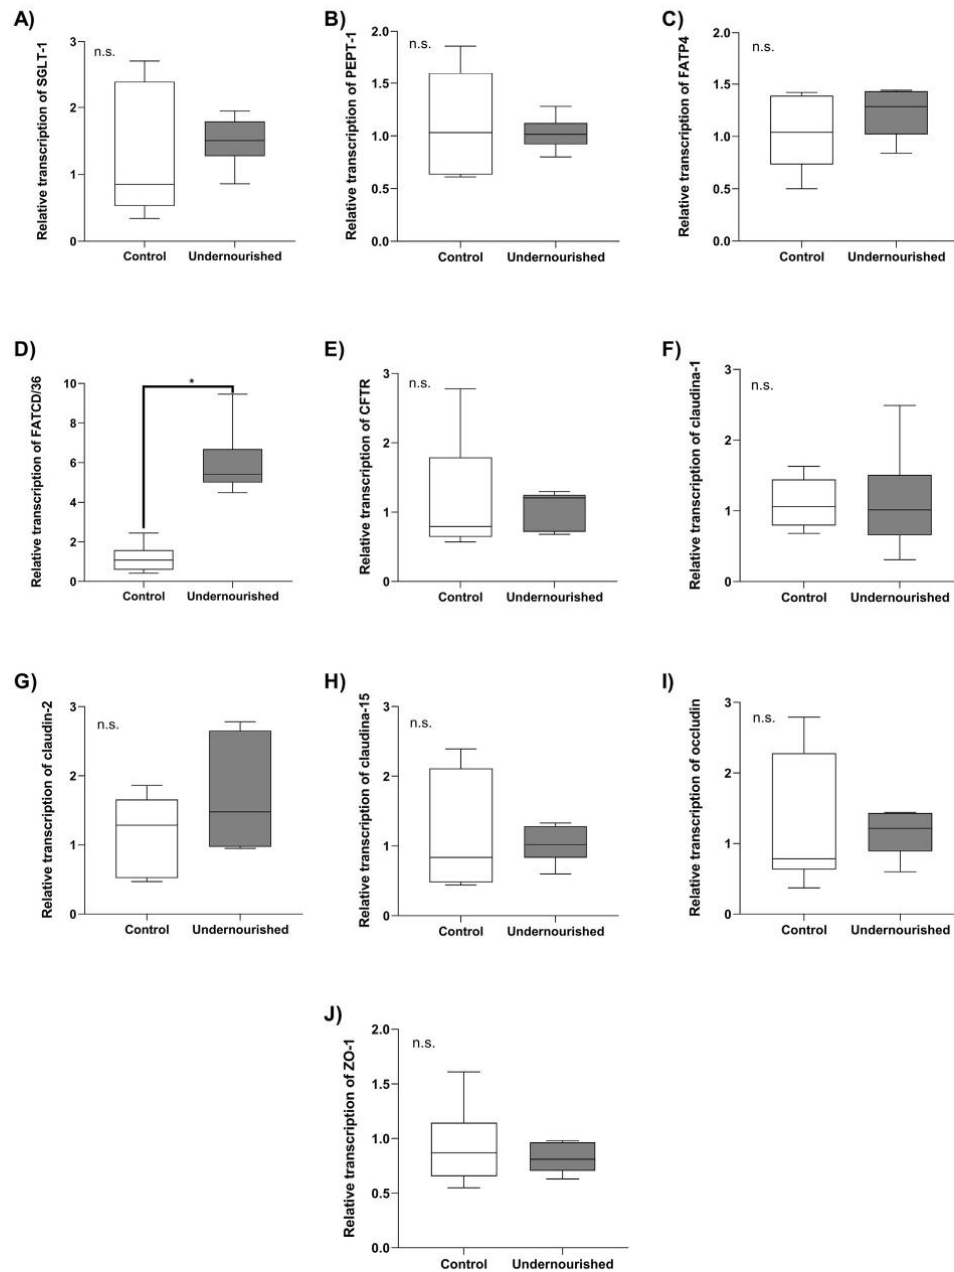 A)
Relative transcription of SGLT-1
n.s.
3
2
1
0
Control Undernourished
B)
Relative transcription of PEPT-1
n.s.
2.0
1.5
1.0
0.5
0.0
Control Undernourished
C)
Relative transcription of FATP4
n.s.
2.0
1.5
1.0
0.5
0.0
Control Undernourished
D)
Relative transcription of FATCD/36
*
10
8
6
4
2
0
Control Undernourished
E)
Relative transcription of CFTR
n.s.
3
2
1
0
Control Undernourished
F)
Relative transcription of claudina-1
n.s.
3
2
1
0
Control Undernourished
G)
Relative transcription of claudin-2
n.s.
3
2
1
0
Control Undernourished
H)
Relative transcription of claudina-15
n.s.
3
2
1
0
Control Undernourished
I)
Relative transcription of occludin
n.s.
3
2
1
0
Control Undernourished
J)
Relative transcription of ZO-1
n.s.
2.0
1.5
1.0
0.5
0.0
Control Undernourished